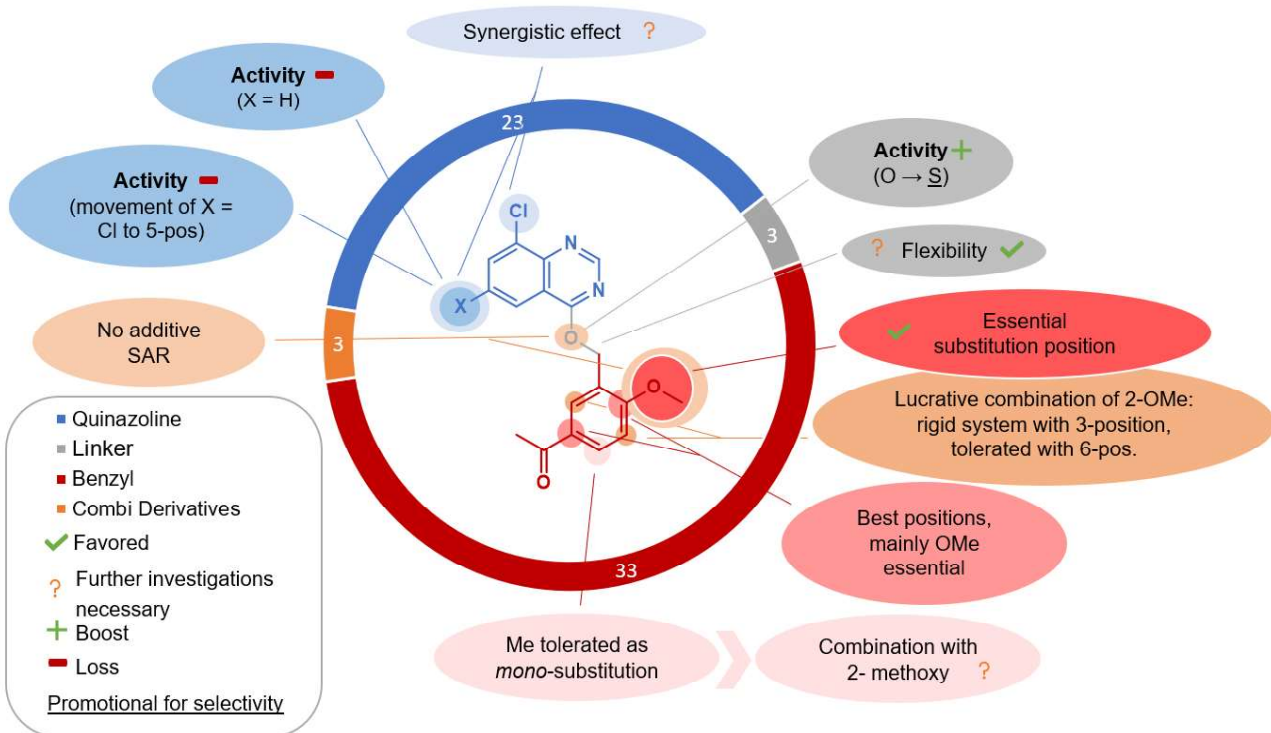 Synergistic effect ?
Activity
(X = H)
23
Activity
(O → S)
Activity
(movement of X =
Cl to 5-pos)
3
? Flexibility
Cl
N
N
X
O
No additive
SAR
3
Essential
substitution position
O
Lucrative combination of 2-OMe:
rigid system with 3-position,
tolerated with 6-pos.
O
Quinazoline
Linker
Benzyl
Combi Derivatives
Favored
? Further investigations
necessary
Boost
Loss
Promotional for selectivity
Best positions,
mainly OMe
essential
33
Me tolerated as
mono-substitution
Combination with
2- methoxy ?